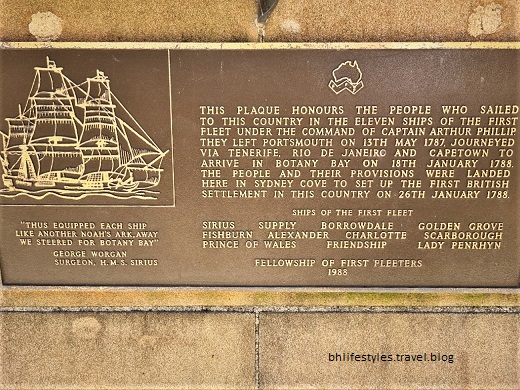 THIS PLAQUE HONOURS THE PEOPLE WHO SAILED
TO THIS COUNTRY IN THE ELEVEN SHIPS OF THE FIRST
FLEET UNDER THE COMMAND OF CAPTAIN ARTHUR PHILLIP.
THEY LEFT PORTSMOUTH ON 13TH MAY 1787, JOURNEYED
VIA TENERIFE, RIO DE JANEIRO AND CAPETOWN TO
ARRIVE IN BOTANY BAY ON 18TH JANUARY 1788.
THE PEOPLE AND THEIR PROVISIONS WERE LANDED
HERE IN SYDNEY COVE TO SET UP THE FIRST BRITISH
SETTLEMENT IN THIS COUNTRY ON 26TH JANUARY 1788.
SHIPS OF THE FIRST FLEET
SIRIUS SUPPLY BORROWDALE GOLDEN GROVE
FISHBURN ALEXANDER CHARLOTTE SCARBOROUGH
PRINCE OF WALES FRIENDSHIP LADY PENRHYN
FELLOWSHIP OF FIRST FLEETERS
1988
"THUS EQUIPPED EACH SHIP
LIKE ANOTHER NOAH'S ARK, AWAY
WE STEERED FOR BOTANY BAY"
GEORGE WORGAN
SURGEON, H.M.S. SIRIUS
bhlifestyles.travel.blog